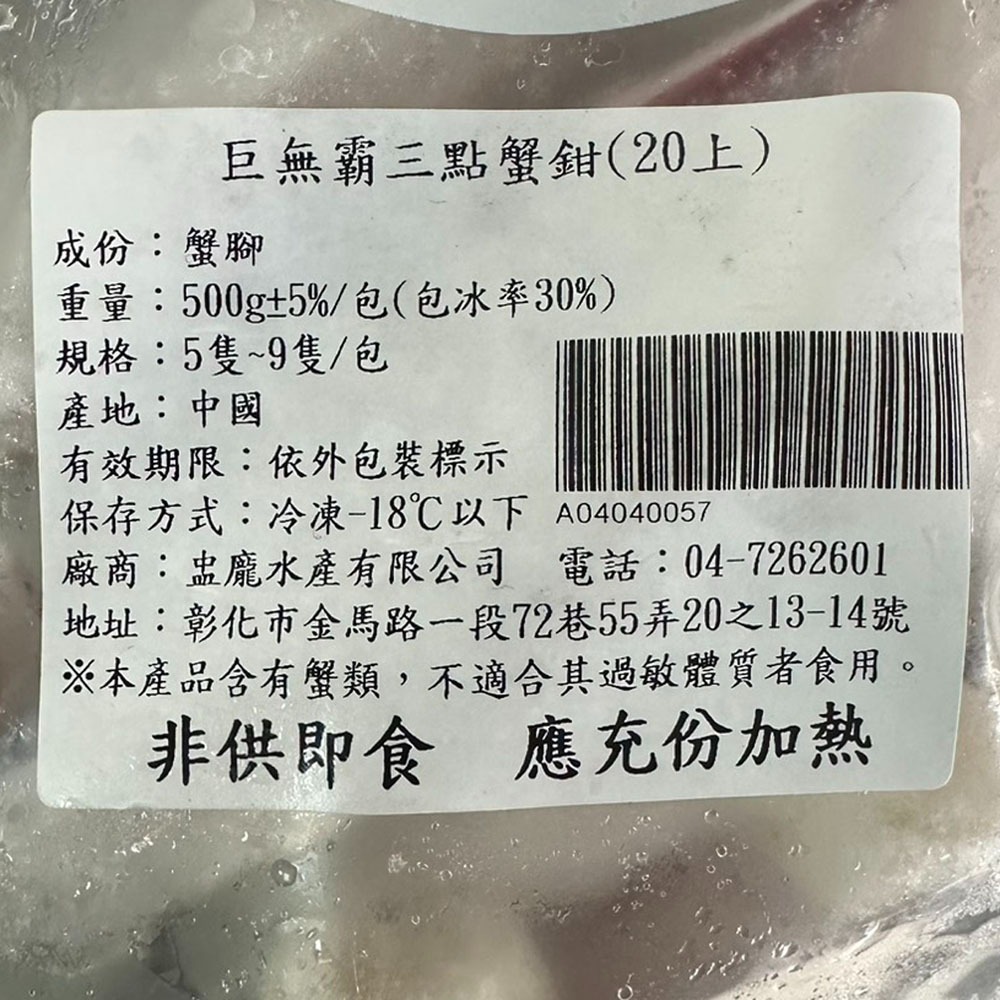 巨無霸三點蟹鉗(20上)
成份：蟹腳
重量：500g±5%/包(包冰率30%)
規格：5隻~9隻/包
產地：中國
有效期限：依外包裝標示
保存方式：冷凍-18℃以下
A04040057
廠商：盅龐水產有限公司 電話：04-7262601
地址：彰化市金馬路一段72巷55弄20之13-14號
※本產品含有蟹類，不適合其過敏體質者食用。
非供即食 應充份加熱